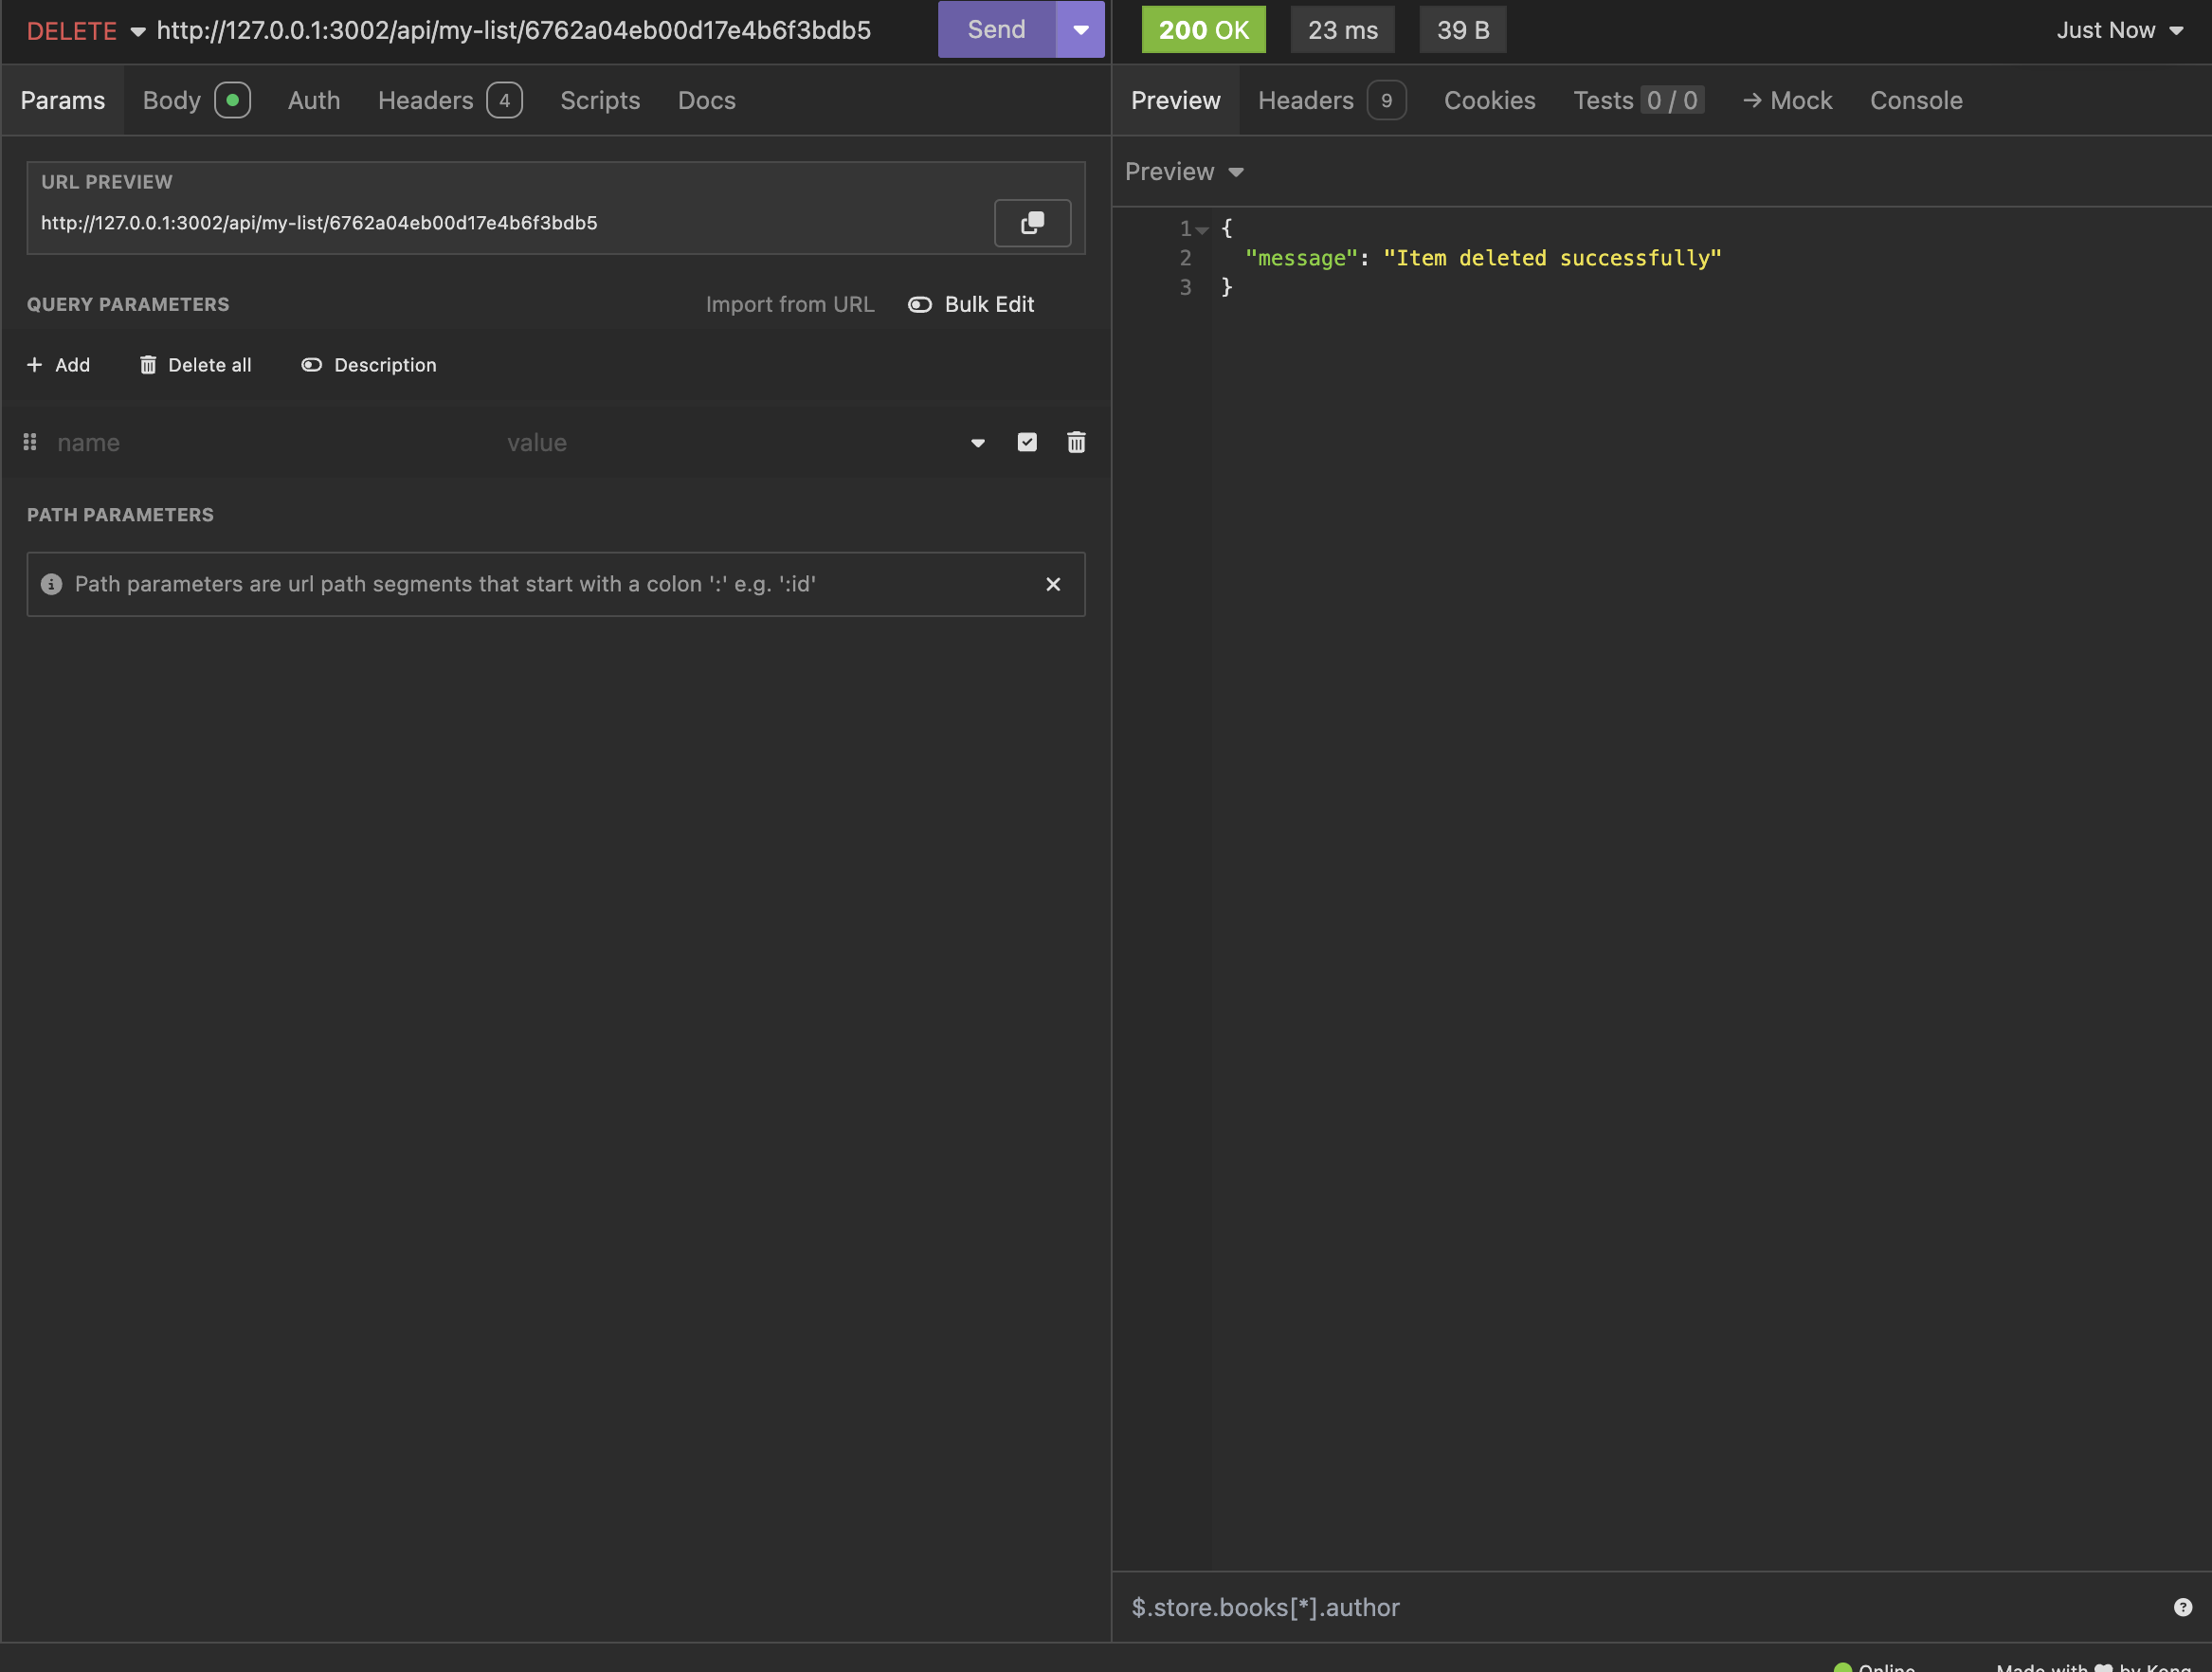 DELETE http://127.0.0.1:3002/api/my-list/6762a04eb00d17e4b6f3bdb5 Send
200 OK 23 ms 39 B Just Now
Params Body Auth Headers 4 Scripts Docs
Preview Headers 9 Cookies Tests 0 / 0 → Mock Console
URL PREVIEW
http://127.0.0.1:3002/api/my-list/6762a04eb00d17e4b6f3bdb5
QUERY PARAMETERS Import from URL Bulk Edit
+ Add Delete all Description
name value
PATH PARAMETERS
Path parameters are url path segments that start with a colon ':' e.g. ':id'
Preview
1 {
2 "message": "Item deleted successfully"
3 }
$.store.books[*].author
Online Made with by Kong